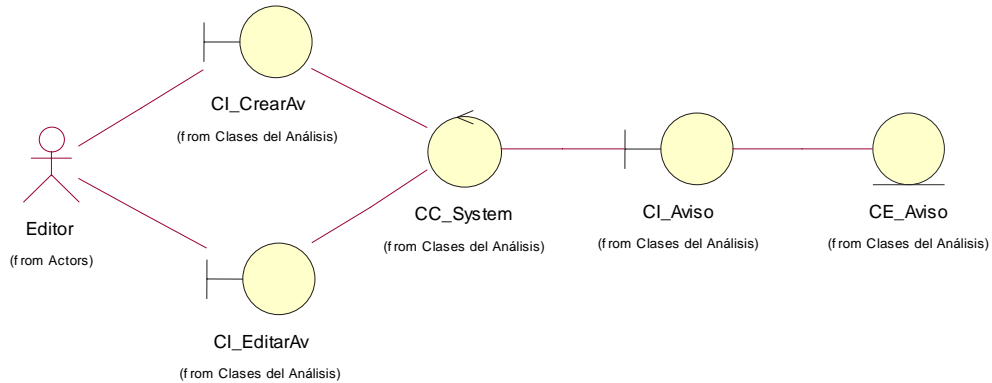 CI_CrearAv
(from Clases del Análisis)
Editor
(from Actors)
CC_System
(from Clases del Análisis)
CI_Aviso
(from Clases del Análisis)
CE_Aviso
(from Clases del Análisis)
CI_EditarAv
(from Clases del Análisis)